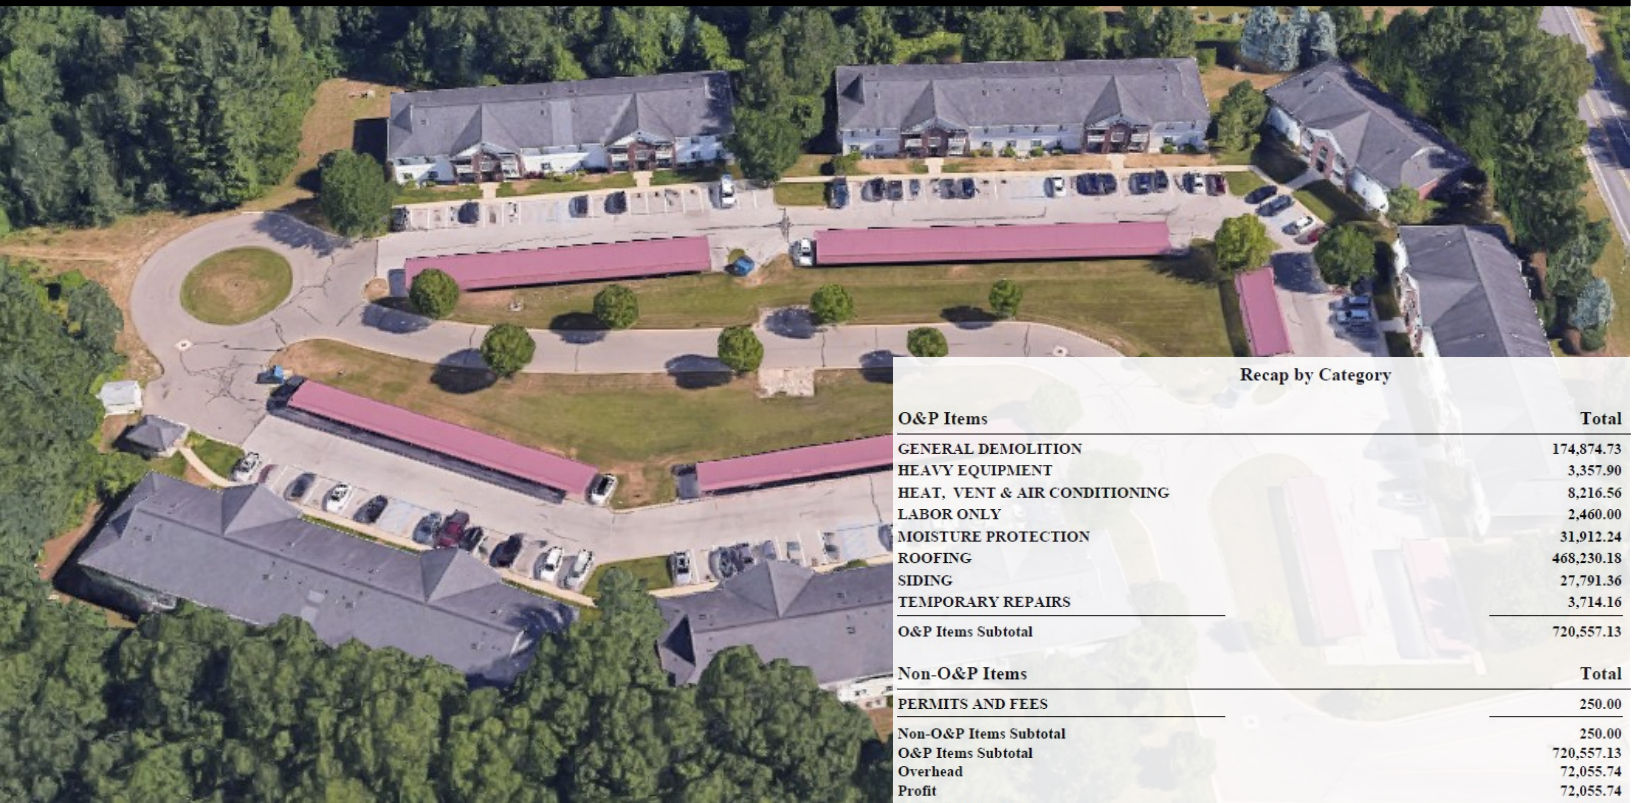 Recap by Category
O&P Items Total
GENERAL DEMOLITION 174,874.73
HEAVY EQUIPMENT 3,357.90
HEAT, VENT & AIR CONDITIONING 8,216.56
LABOR ONLY 2,460.00
MOISTURE PROTECTION 31,912.24
ROOFING 468,230.18
SIDING 27,791.36
TEMPORARY REPAIRS 3,714.16
O&P Items Subtotal 720,557.13
Non-O&P Items Total
PERMITS AND FEES 250.00
Non-O&P Items Subtotal 250.00
O&P Items Subtotal 720,557.13
Overhead 72,055.74
Profit 72,055.74